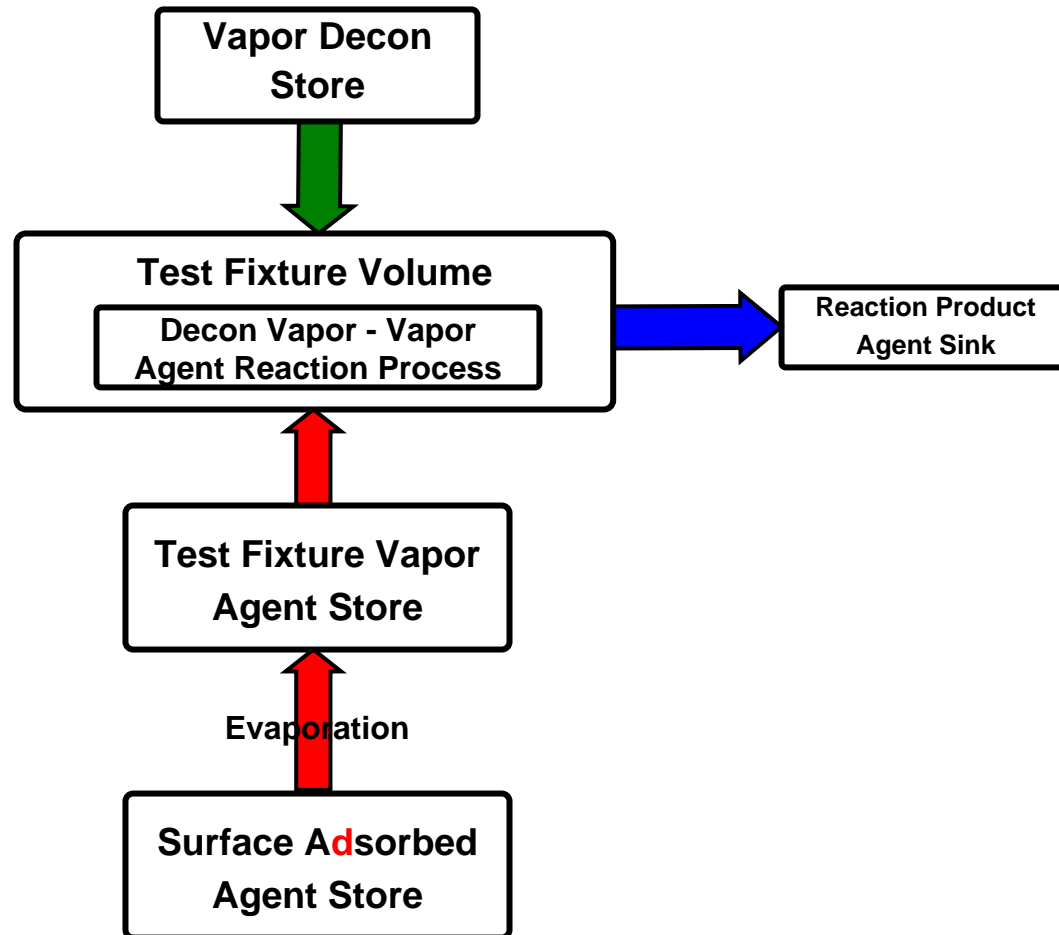 Vapor Decon
Store
Test Fixture Volume
Decon Vapor - Vapor
Agent Reaction Process
Reaction Product
Agent Sink
Test Fixture Vapor
Agent Store
Evaporation
Surface Adsorbed
Agent Store